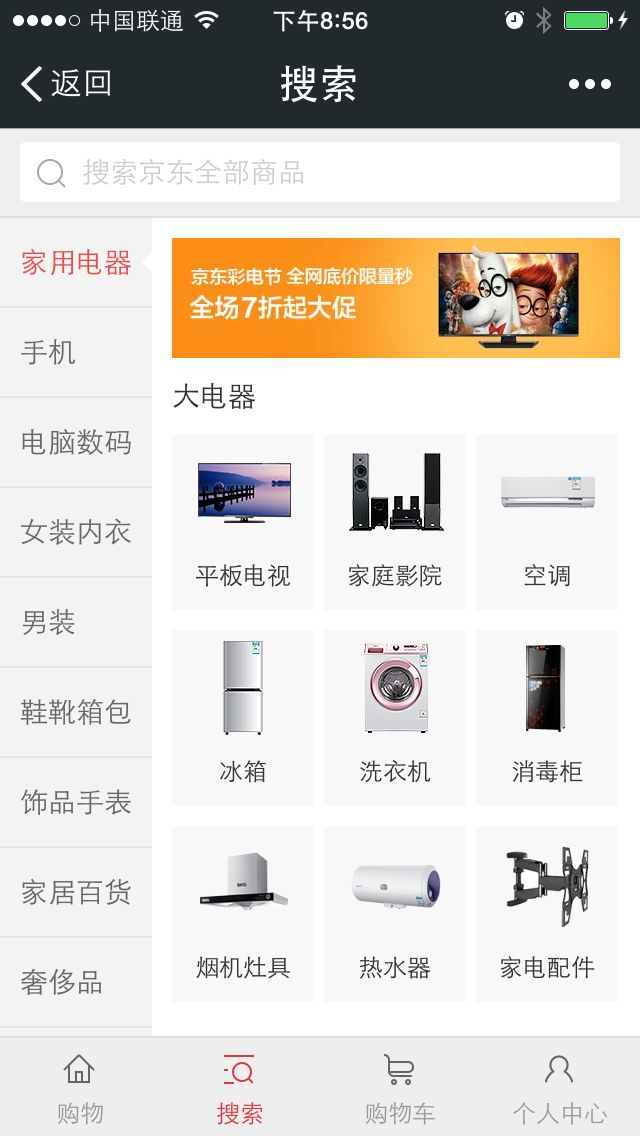 中国联通
下午8:56
返回
搜索
搜索京东全部商品
家用电器
手机
电脑数码
女装内衣
男装
鞋靴箱包
饰品手表
家居百货
奢侈品
京东彩电节 全网底价限量秒
全场7折起大促
大电器
平板电视
家庭影院
空调
冰箱
洗衣机
消毒柜
SKG
烟机灶具
热水器
家电配件
购物
搜索
购物车
个人中心